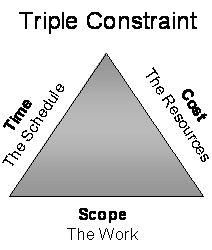 Triple Constraint
Time
The Schedule
Cost
The Resources
Scope
The Work